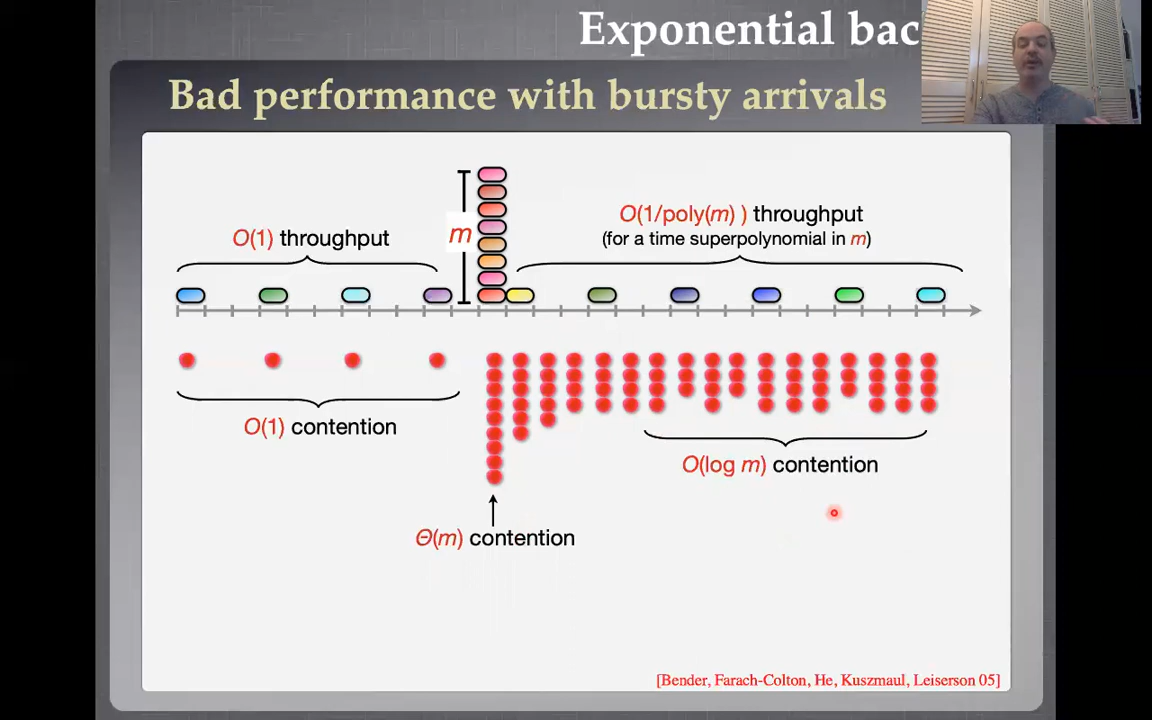 Exponential bac
Bad performance with bursty arrivals
O(1/poly(m) ) throughput
(for a time superpolynomial in m)
O(1) throughput
m
O(1) contention
O(log m) contention
Θ(m) contention
[Bender, Farach-Colton, He, Kuszmaul, Leiserson 05]